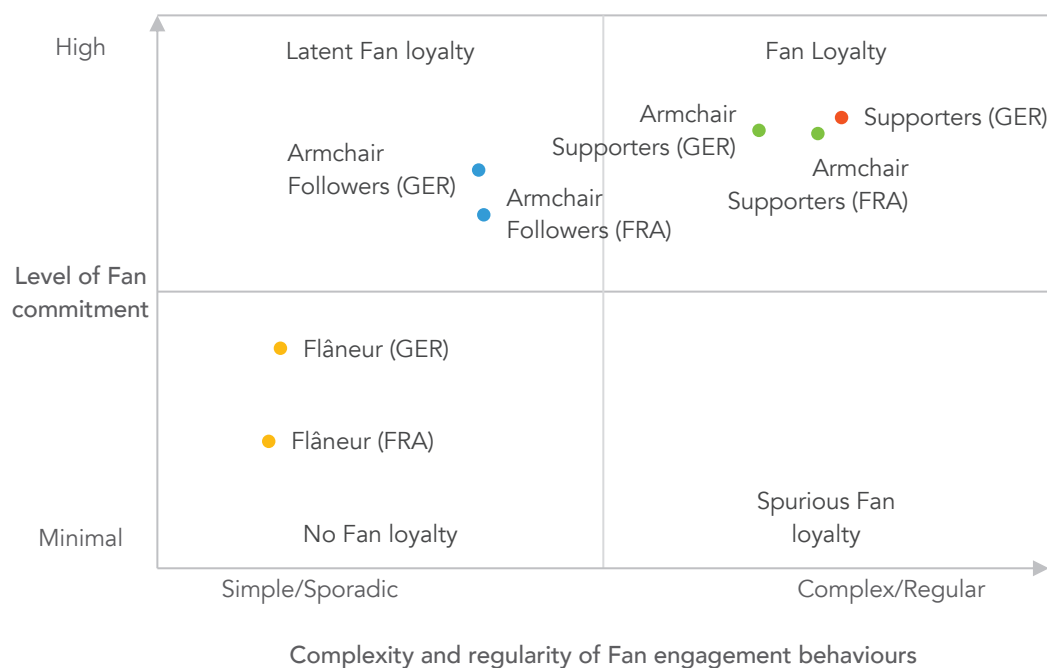 High
Latent Fan loyalty
Fan Loyalty
Armchair
Supporters (GER)
Supporters (GER)
Armchair
Followers (GER)
Armchair
Supporters (FRA)
Armchair
Followers (FRA)
Level of Fan
commitment
Flâneur (GER)
Flâneur (FRA)
Minimal
No Fan loyalty
Spurious Fan
loyalty
Simple/Sporadic
Complex/Regular
Complexity and regularity of Fan engagement behaviours